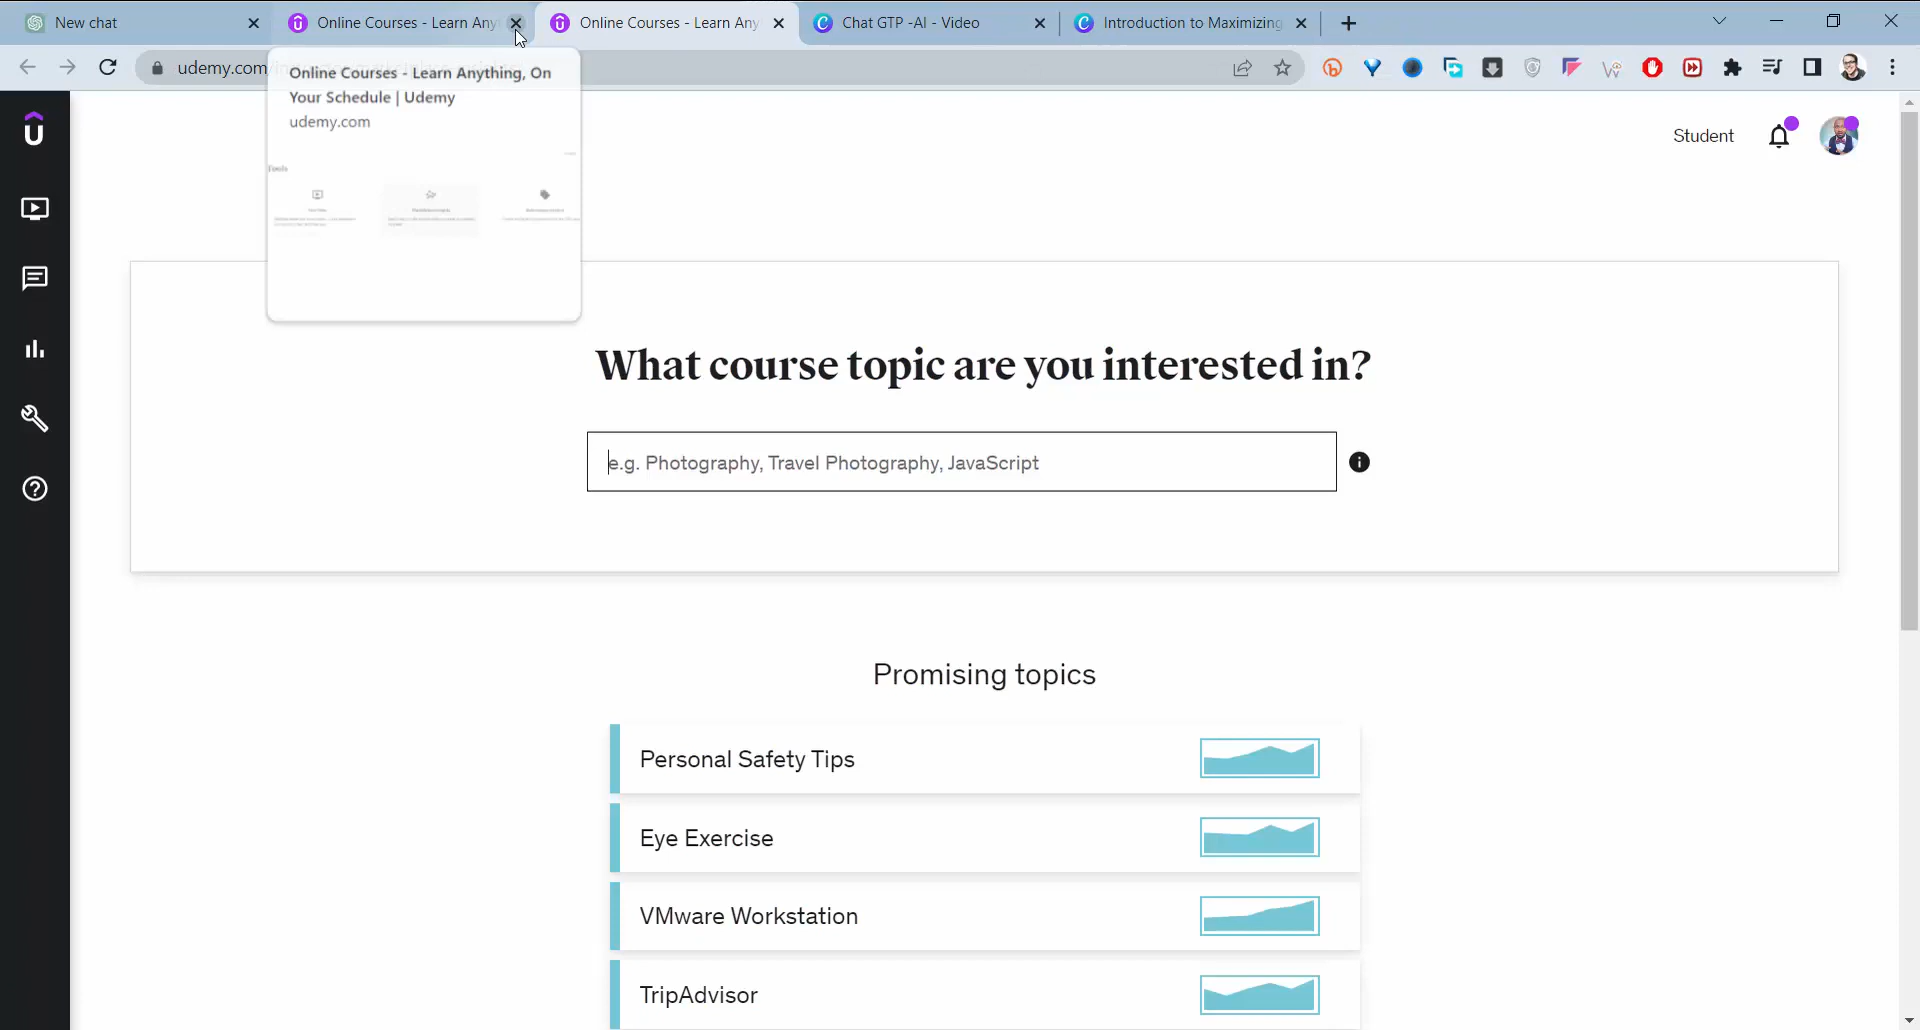 New chat
Online Courses - Learn Any
Online Courses - Learn Any
Chat GTP -AI - Video
Introduction to Maximizing
udemy.com/
Online Courses - Learn Anything, On
Your Schedule | Udemy
udemy.com
Tools
Student
What course topic are you interested in?
e.g. Photography, Travel Photography, JavaScript
Promising topics
Personal Safety Tips
Eye Exercise
VMware Workstation
TripAdvisor